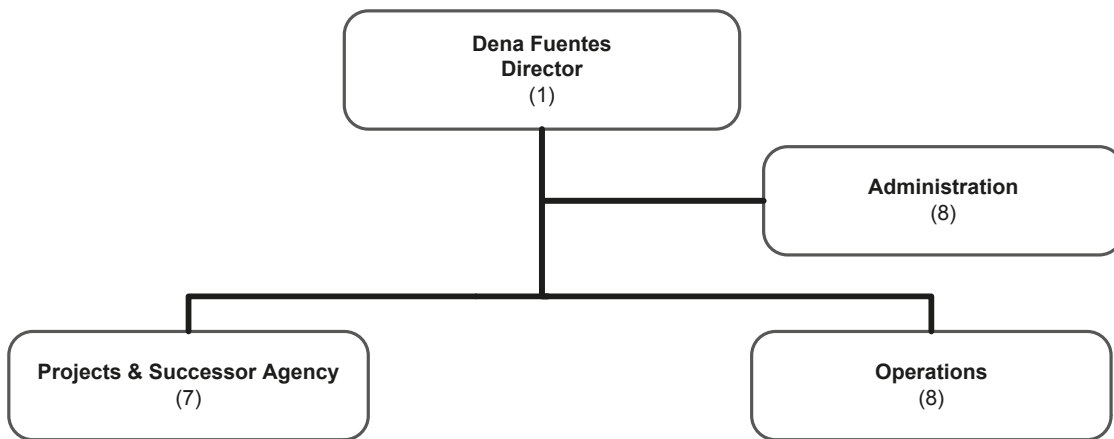 Dena Fuentes
Director
(1)
Administration
(8)
Projects & Successor Agency
(7)
Operations
(8)